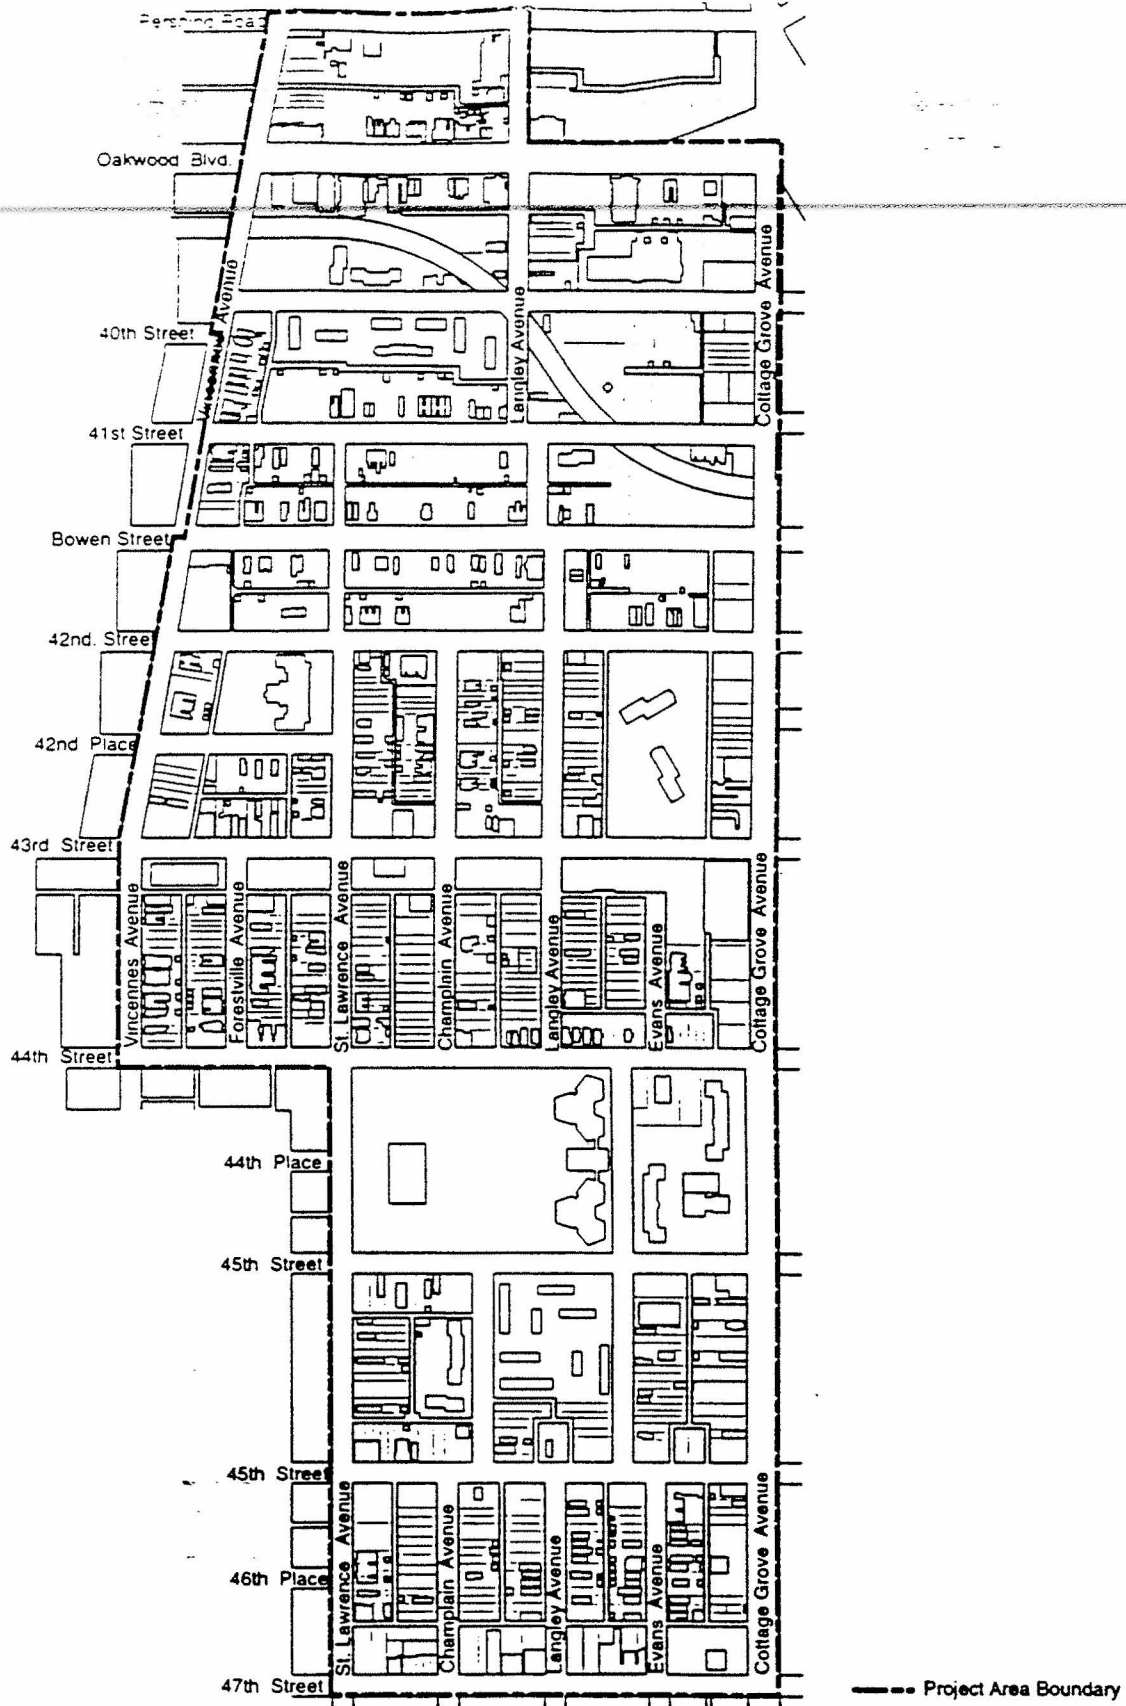 Pershing Road
Oakwood Blvd.
Avenue
Cottage Grove Avenue
Langley Avenue
40th Street
41st Street
Bowen Street
42nd. Street
42nd Place
43rd Street
Vincennes Avenue
Forestville Avenue
St. Lawrence Avenue
Champlain Avenue
Langley Avenue
Evans Avenue
Cottage Grove Avenue
44th Street
44th Place
45th Street
45th Street
St. Lawrence Avenue
Champlain Avenue
Langley Avenue
Evans Avenue
Cottage Grove Avenue
46th Place
47th Street
Project Area Boundary